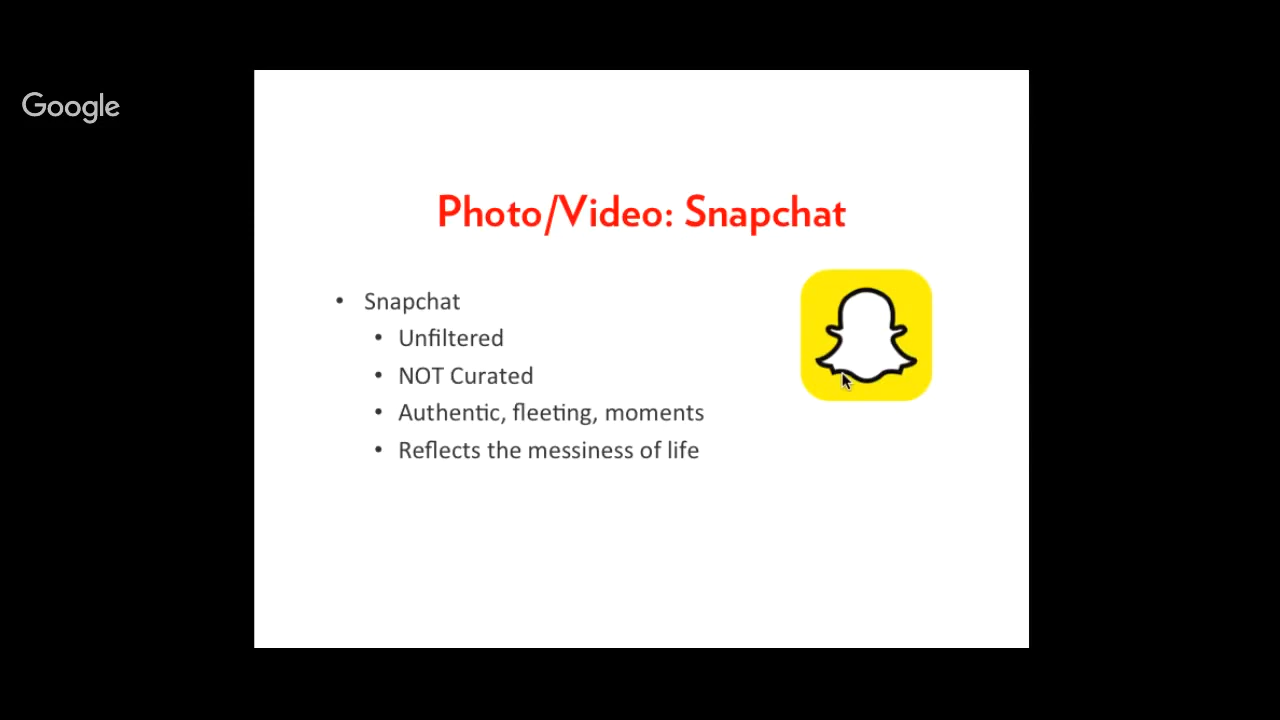 Google
Photo/Video: Snapchat
• Snapchat
• Unfiltered
• NOT Curated
• Authentic, fleeting, moments
• Reflects the messiness of life